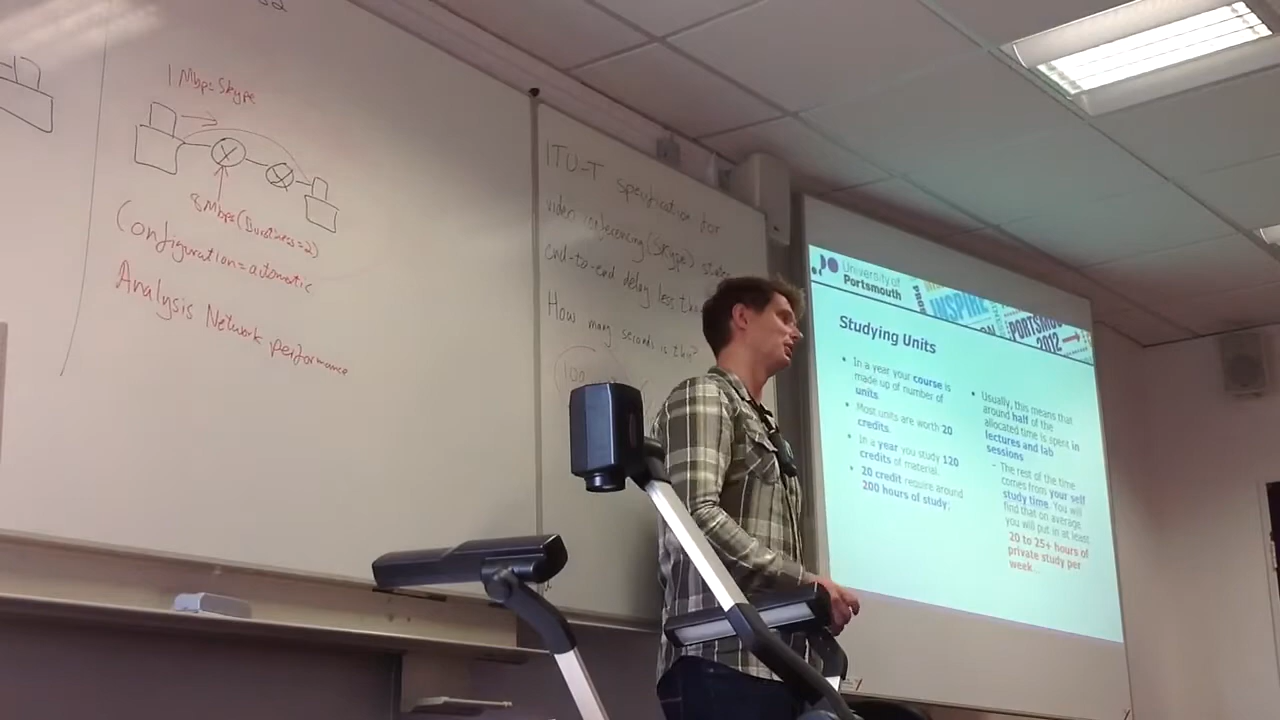 1 Mbps Skype
8 Mbps (Burstiness=2)
Configuration = automatic
Analysis Network performance
ITU-T specification for
video conferencing (Skype)
end-to-end delay less
How many seconds is this?
100
University of
Portsmouth
INSPIRE
2012
Studying Units
• In a year your course is
made up of number of
units.
• Most units are worth 20
credits.
• In a year you study 120
credits of material.
• 20 credit require around
200 hours of study;
• Usually, this means that
around half of the
allocated time is spent in
lectures and lab
sessions
– The rest of the time
comes from your self
study time. You will
find that on average
you will put in at least
20 to 25+ hours of
private study per
week...